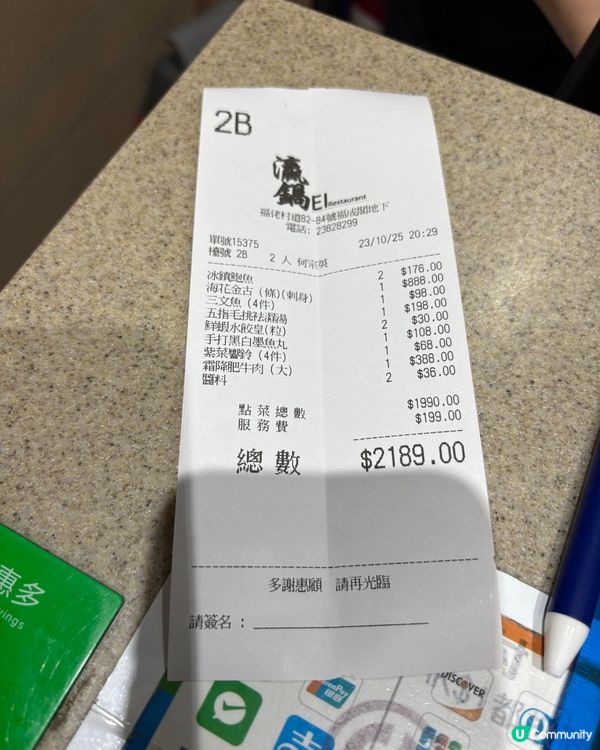 2B
瀛
鍋 EI Restaurant
福佬村道82-84號福成閣地下
電話: 23828299
單號15375 23/10/25 20:29
檯號 2B 2 人 何宗英
冰鎮鮑魚 2 $176.00
海花金古(條)(刺身) 1 $888.00
三文魚(4件) 1 $98.00
五指毛桃祛濕湯 1 $198.00
鮮蝦水餃皇(粒) 2 $30.00
手打黑白墨魚丸 1 $108.00
紫菜響鈴(4件) 1 $68.00
霜降肥牛肉(大) 1 $388.00
醬料 2 $36.00
點菜總數 $1990.00
服務費 $199.00
總數 $2189.00
多謝惠顧 請再光臨
請簽名:
惠多
vings
UnionPay
银联
DISCOVER
U Community